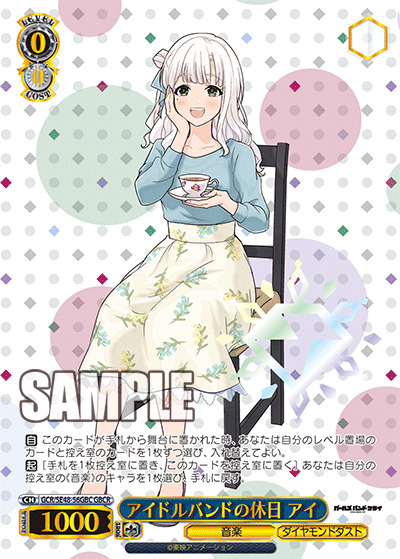 LEVEL
0
0
COST
SAMPLE
自 このカードが手札から舞台に置かれた時、あなたは自分のレベル置場の
カードと控え室のカードを1枚ずつ選び、入れ替えてよい。
起 [手札を1枚控え室に置き、このカードを控え室に置く] あなたは自分
の控え室の《音楽》のキャラを1枚選び、手札に戻す。
CH GCR/SE48-56GBC GBCR
POWER 1000 SOUL
アイドルバンドの休日 アイ
音楽 ダイヤモンドダスト
ガールズバンドクライ
©東映アニメーション